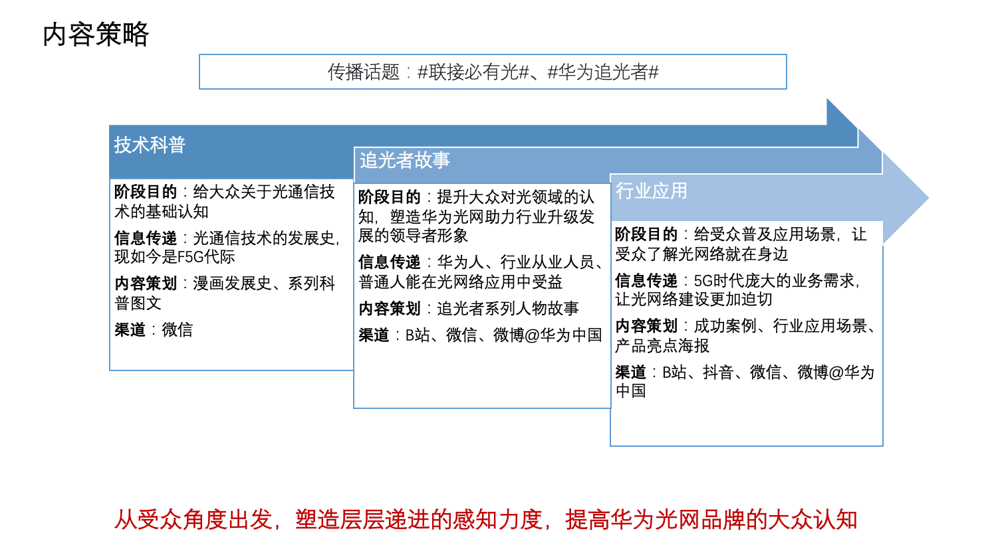 内容策略
传播话题：#联接必有光#、#华为追光者#
技术科普
阶段目的：给大众关于光通信技
术的基础认知
信息传递：光通信技术的发展史，
现如今是F5G代际
内容策划：漫画发展史、系列科
普图文
渠道：微信
追光者故事
阶段目的：提升大众对光领域的认
知，塑造华为光网助力行业升级发
展的领导者形象
信息传递：华为人、行业从业人员、
普通人能在光网络应用中受益
内容策划：追光者系列人物故事
渠道：B站、微信、微博@华为中国
行业应用
阶段目的：给受众普及应用场景，让
受众了解光网络就在身边
信息传递：5G时代庞大的业务需求，
让光网络建设更加迫切
内容策划：成功案例、行业应用场景、
产品亮点海报
渠道：B站、抖音、微信、微博@华为
中国
从受众角度出发，塑造层层递进的感知力度，提高华为光网品牌的大众认知